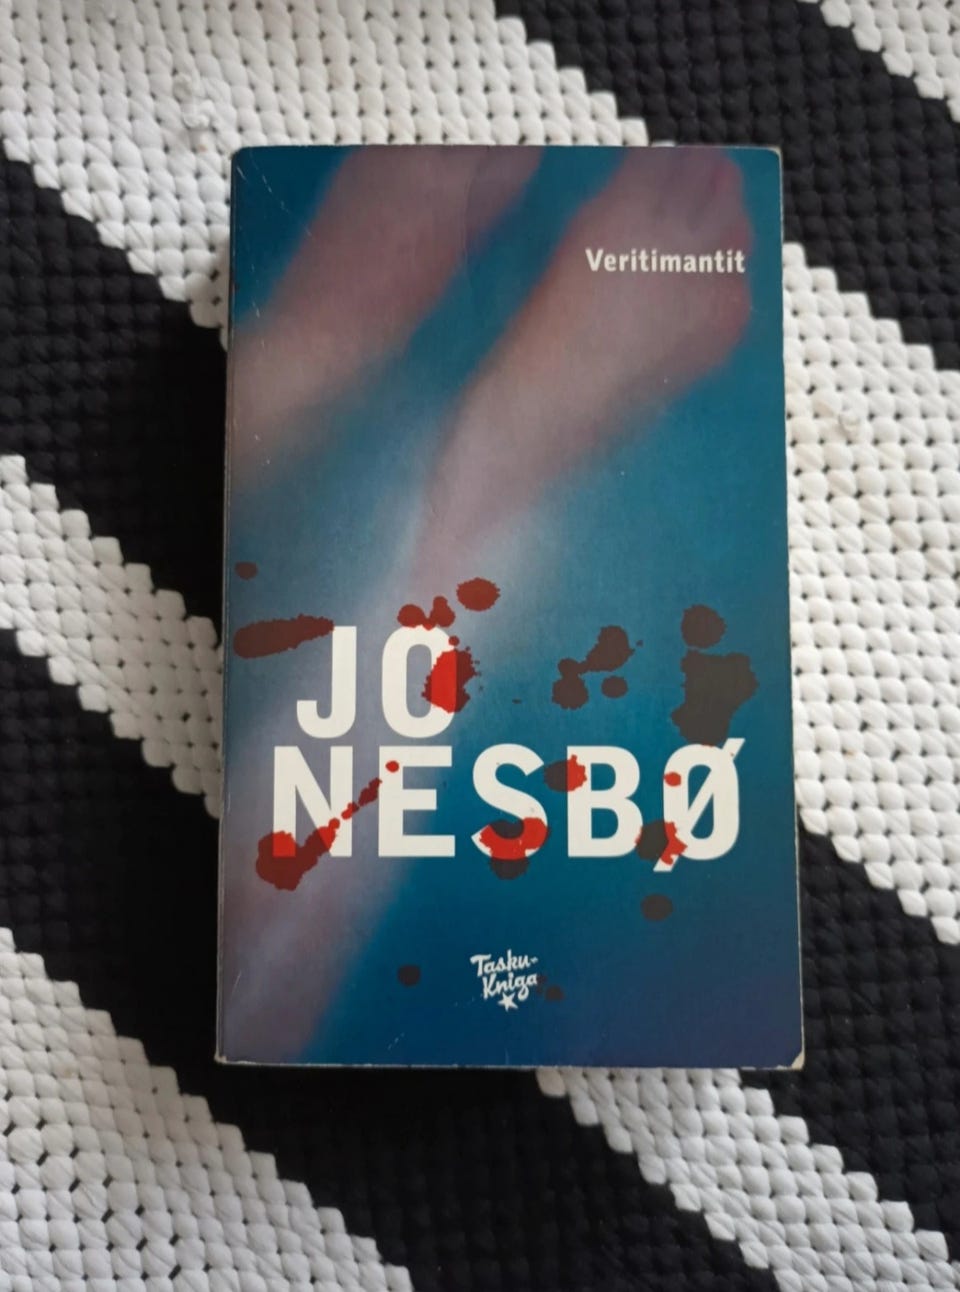 Veritimantit
JO
NESBØ
Tasku-
Kniga